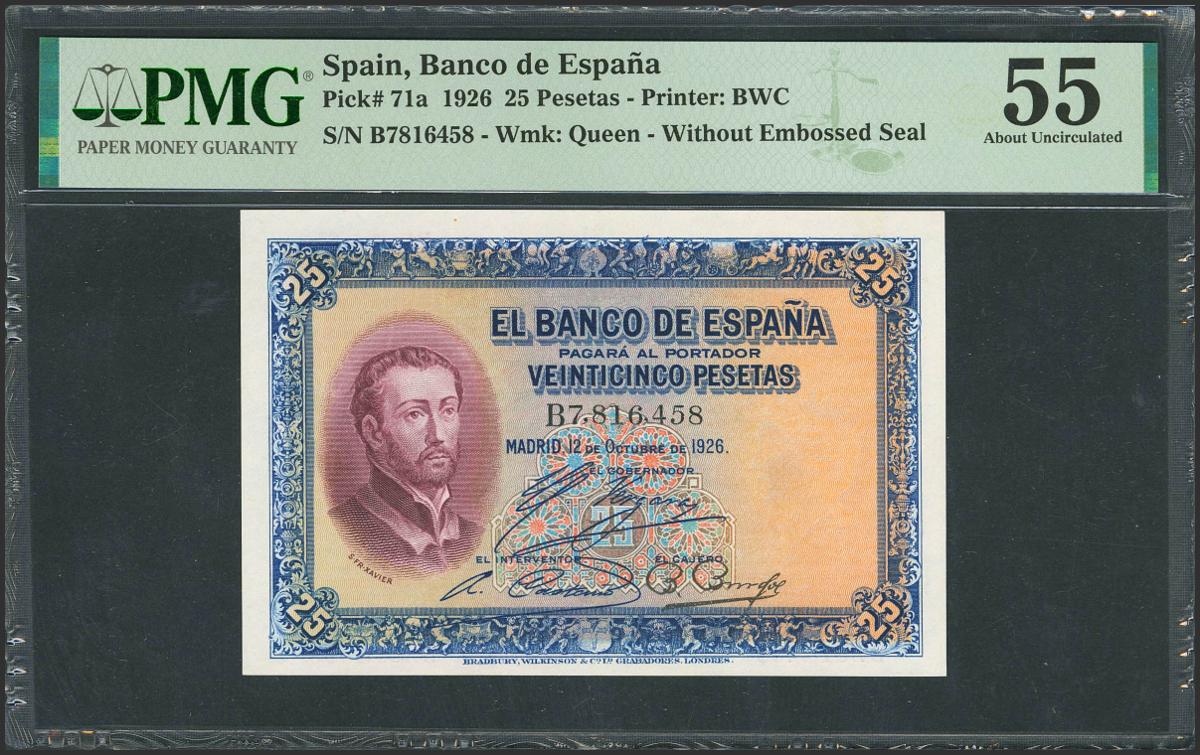 PMG®
PAPER MONEY GUARANTY
Spain, Banco de España
Pick# 71a 1926 25 Pesetas - Printer: BWC
S/N B7816458 - Wmk: Queen - Without Embossed Seal
55
About Uncirculated
25
25
EL BANCO DE ESPAÑA
PAGARÁ AL PORTADOR
VEINTICINCO PESETAS
B7,816,458
MADRID, 12 DE OCTUBRE DE 1926.
EL GOBERNADOR
25
EL INTERVENTOR
EL CAJERO
S. FR. XAVIER
25
25
BRADBURY, WILKINSON & Cº Lº GRABADORES, LONDRES.